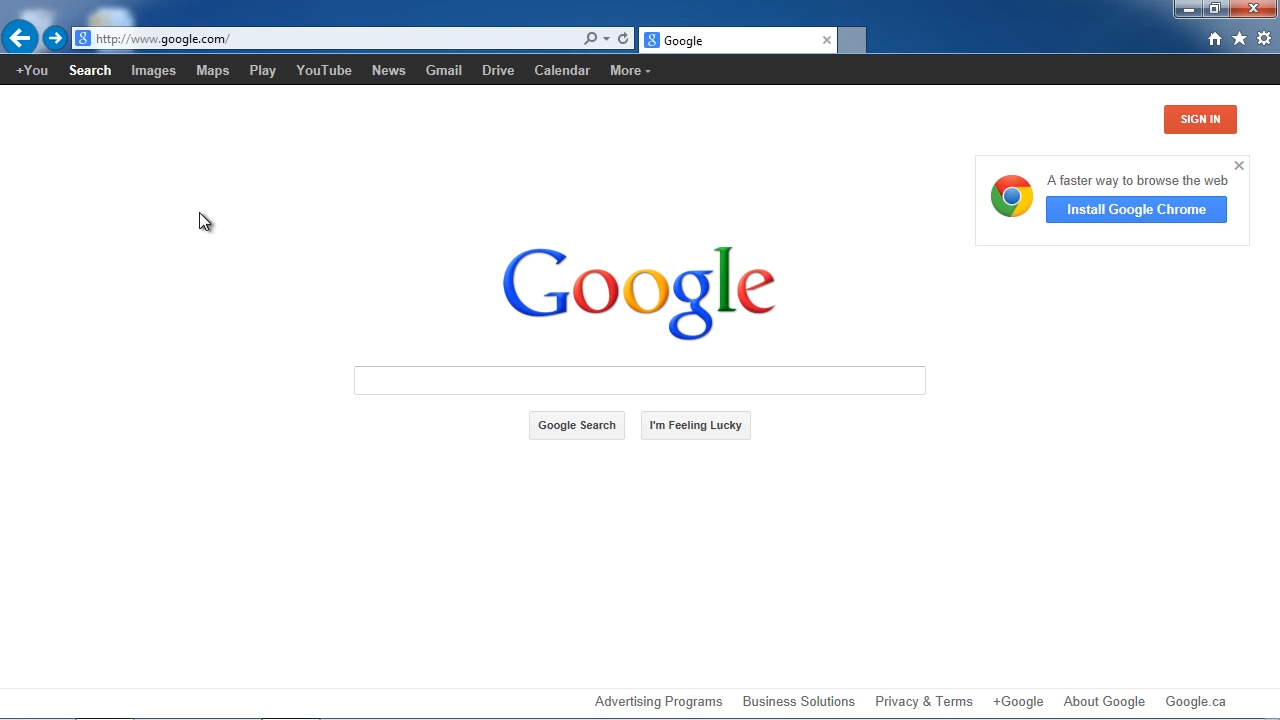 http://www.google.com/
Google
+You Search Images Maps Play YouTube News Gmail Drive Calendar More
SIGN IN
A faster way to browse the web
Install Google Chrome
Google
Google Search I'm Feeling Lucky
Advertising Programs Business Solutions Privacy & Terms +Google About Google Google.ca